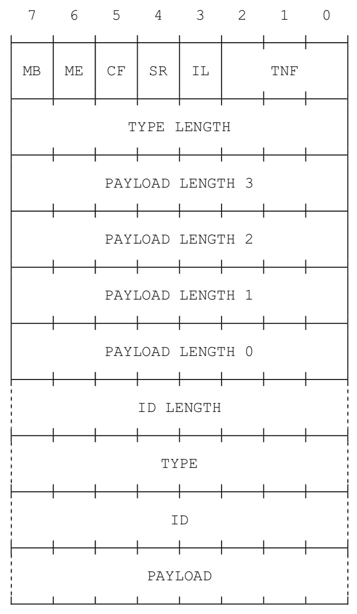 7 6 5 4 3 2 1 0
MB ME CF SR IL TNF
TYPE LENGTH
PAYLOAD LENGTH 3
PAYLOAD LENGTH 2
PAYLOAD LENGTH 1
PAYLOAD LENGTH 0
ID LENGTH
TYPE
ID
PAYLOAD